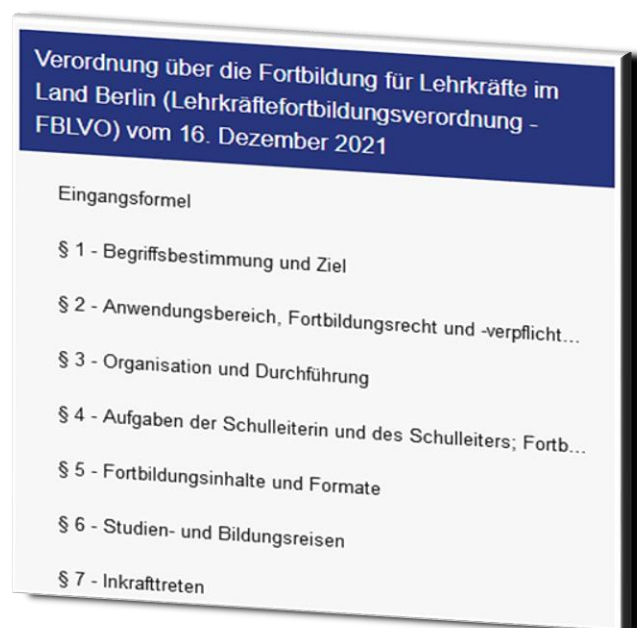 Verordnung über die Fortbildung für Lehrkräfte im
Land Berlin (Lehrkräftefortbildungsverordnung -
FBLVO) vom 16. Dezember 2021
Eingangsformel
§ 1 - Begriffsbestimmung und Ziel
§ 2 - Anwendungsbereich, Fortbildungsrecht und -verpflicht...
§ 3 - Organisation und Durchführung
§ 4 - Aufgaben der Schulleiterin und des Schulleiters; Fortb...
§ 5 - Fortbildungsinhalte und Formate
§ 6 - Studien- und Bildungsreisen
§ 7 - Inkrafttreten